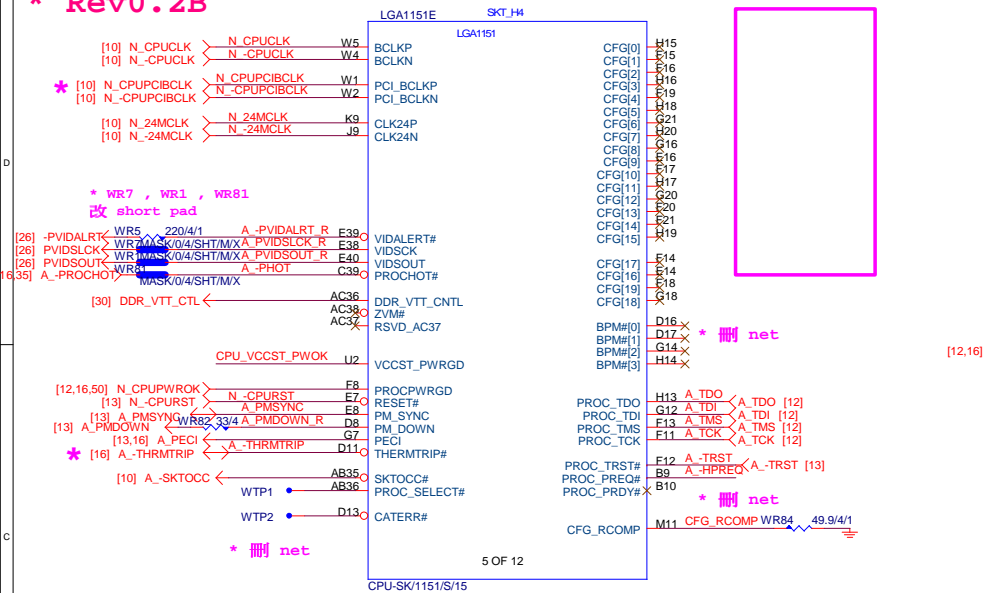 * Rev0.2B
LGA1151E SKT_H4
LGA1151
[10] N_CPUCLK N_CPUCLK W5 BCLKP
[10] N_-CPUCLK N_-CPUCLK W4 BCLKN
* [10] N_CPUPCIBCLK N_CPUPCIBCLK W1 PCI_BCLKP
[10] N_-CPUPCIBCLK N_-CPUPCIBCLK W2 PCI_BCLKN
[10] N_24MCLK N_24MCLK K9 CLK24P
[10] N_-24MCLK N_-24MCLK J9 CLK24N
CFG[0] H15
CFG[1] F15
CFG[2] F16
CFG[3] H16
CFG[4] F19
CFG[5] H18
CFG[6] G21
CFG[7] H20
CFG[8] G16
CFG[9] E16
CFG[10] F17
CFG[11] H17
CFG[12] G20
CFG[13] F20
CFG[14] F21
CFG[15] H19
CFG[17] F14
CFG[16] E14
CFG[19] F18
CFG[18] G18
D
* WR7 , WR1 , WR81
改 short pad
[26] -PVIDALRT WR5 220/4/1 A_-PVIDALRT_R E39 VIDALERT#
[26] PVIDSLCK WR7 MASK/0/4/SHT/M/X A_PVIDSLCK_R E38 VIDSCK
[26] PVIDSOUT WR1 MASK/0/4/SHT/M/X A_PVIDSOUT_R E40 VIDSOUT
16,35] A_-PROCHOT WR81 MASK/0/4/SHT/M/X A_-PHOT C39 PROCHOT#
[30] DDR_VTT_CTL AC36 DDR_VTT_CNTL
AC38 ZVM#
AC37 RSVD_AC37
BPM#[0] D16
BPM#[1] D17
BPM#[2] G14
BPM#[3] H14
* 刪 net
[12,16]
CPU_VCCST_PWOK U2 VCCST_PWRGD
[12,16,50] N_CPUPWROK F8 PROCPWRGD
[13] N_-CPURST N_-CPURST E7 RESET#
[13] A_PMSYNC A_PMSYNC E8 PM_SYNC
[13] A_PMDOWN WR82 33/4 A_PMDOWN_R D8 PM_DOWN
[13,16] A_PECI G7 PECI
* [16] A_-THRMTRIP A_-THRMTRIP D11 THERMTRIP#
[10] A_-SKTOCC AB35 SKTOCC#
WTP1 AB36 PROC_SELECT#
WTP2 D13 CATERR#
* 刪 net
PROC_TDO H13 A_TDO A_TDO [12]
PROC_TDI G12 A_TDI A_TDI [12]
PROC_TMS F13 A_TMS A_TMS [12]
PROC_TCK F11 A_TCK A_TCK [12]
PROC_TRST# F12 A_-TRST A_-TRST [13]
PROC_PREQ# B9 A_-HPREQ
PROC_PRDY# B10
* 刪 net
CFG_RCOMP M11 CFG_RCOMP WR84 49.9/4/1
C
5 OF 12
CPU-SK/1151/S/15